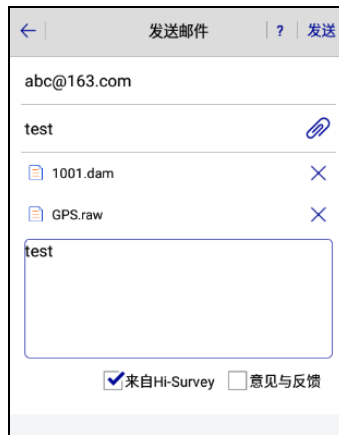 发送邮件 ? 发送
abc@163.com
test
1001.dam
GPS.raw
test
来自Hi-Survey 意见与反馈